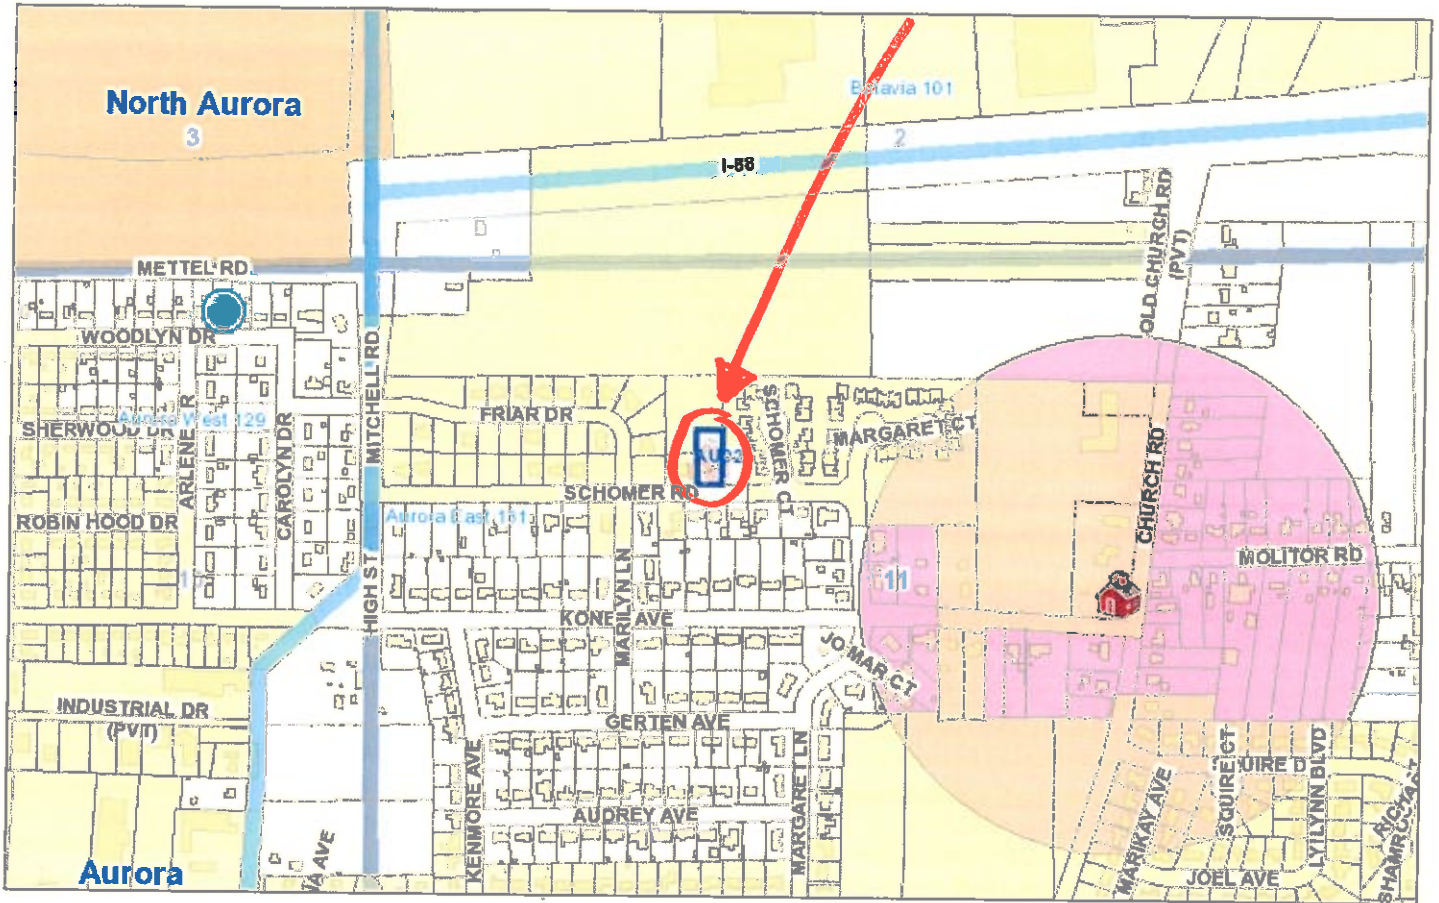 North Aurora
3
Batavia 101
2
I-88
OLD CHURCH RD
(PVT)
METTEL RD
WOODLYN DR
MITCHELL RD
SHERWOOD DR
Aurora West 129
ARLENE
CAROLYN DR
FRIAR DR
SCHOMER CT
MARGARET CT
SCHOMER RD
ROBIN HOOD DR
Aurora East 131
CHURCH RD
MOLITOR RD
11
HIGH ST
MARILYN LN
KONE AVE
JO MAR CT
INDUSTRIAL DR
(PVT)
GERTEN AVE
KENMORE AVE
MARGARE LN
AUDREY AVE
SQUIRE CT
LYILYNN BLVD
MARIKAY AVE
JOEL AVE
Aurora